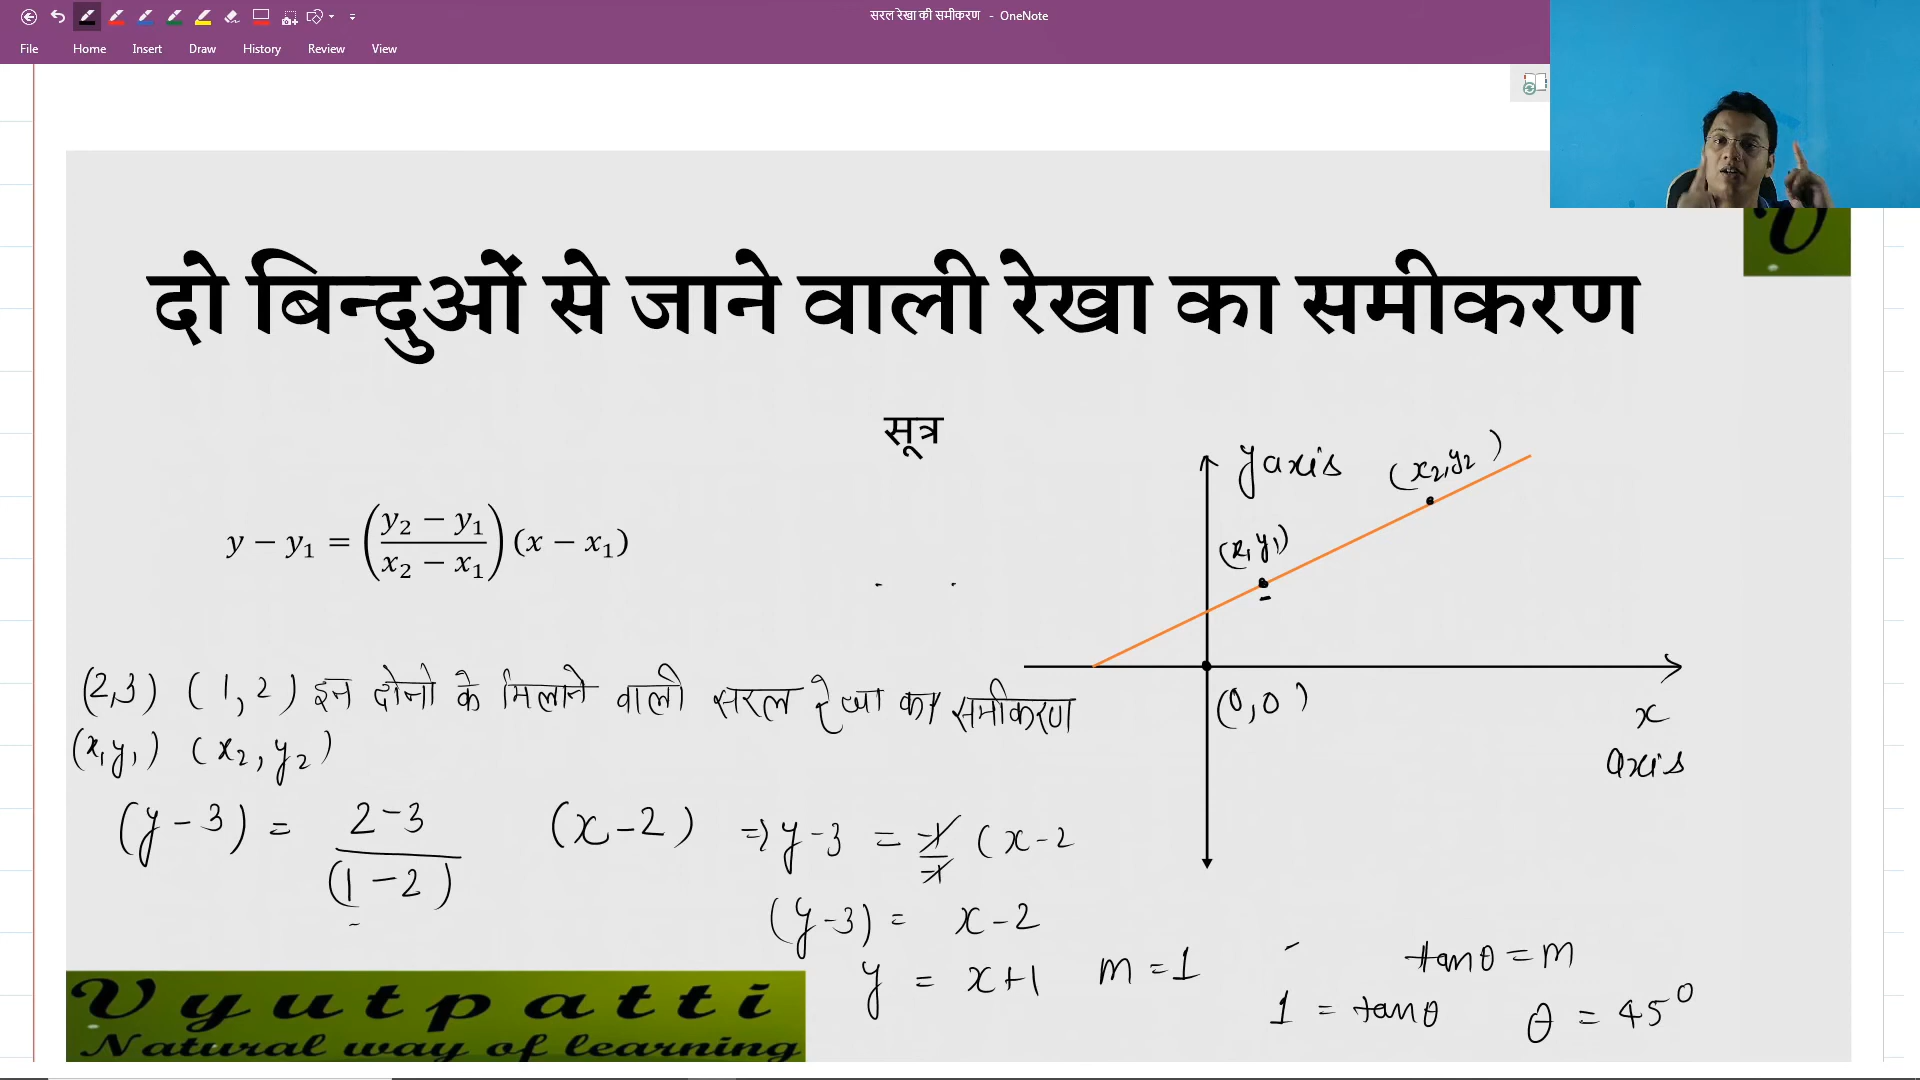 सरल रेखा की समीकरण - OneNote
File Home Insert Draw History Review View
दो बिन्दुओं से जाने वाली रेखा का समीकरण
सूत्र
y − y₁ = ((y₂ − y₁)/(x₂ − x₁)) (x − x₁)
y axis
(x₂, y₂)
(x₁ y₁)
(0,0)
x
axis
(2,3) (1,2) इन दोनो के मिलाने वाली सरल रेखा का समीकरण
(x₁ y₁) (x₂, y₂)
(y-3) = (2-3)/(1-2) (x-2) ⇒ y-3 = -1/-1 (x-2
(y-3) = x-2
y = x+1 m=1
tanθ = m
1 = tanθ θ = 45°
Vyutpatti
Natural way of learning